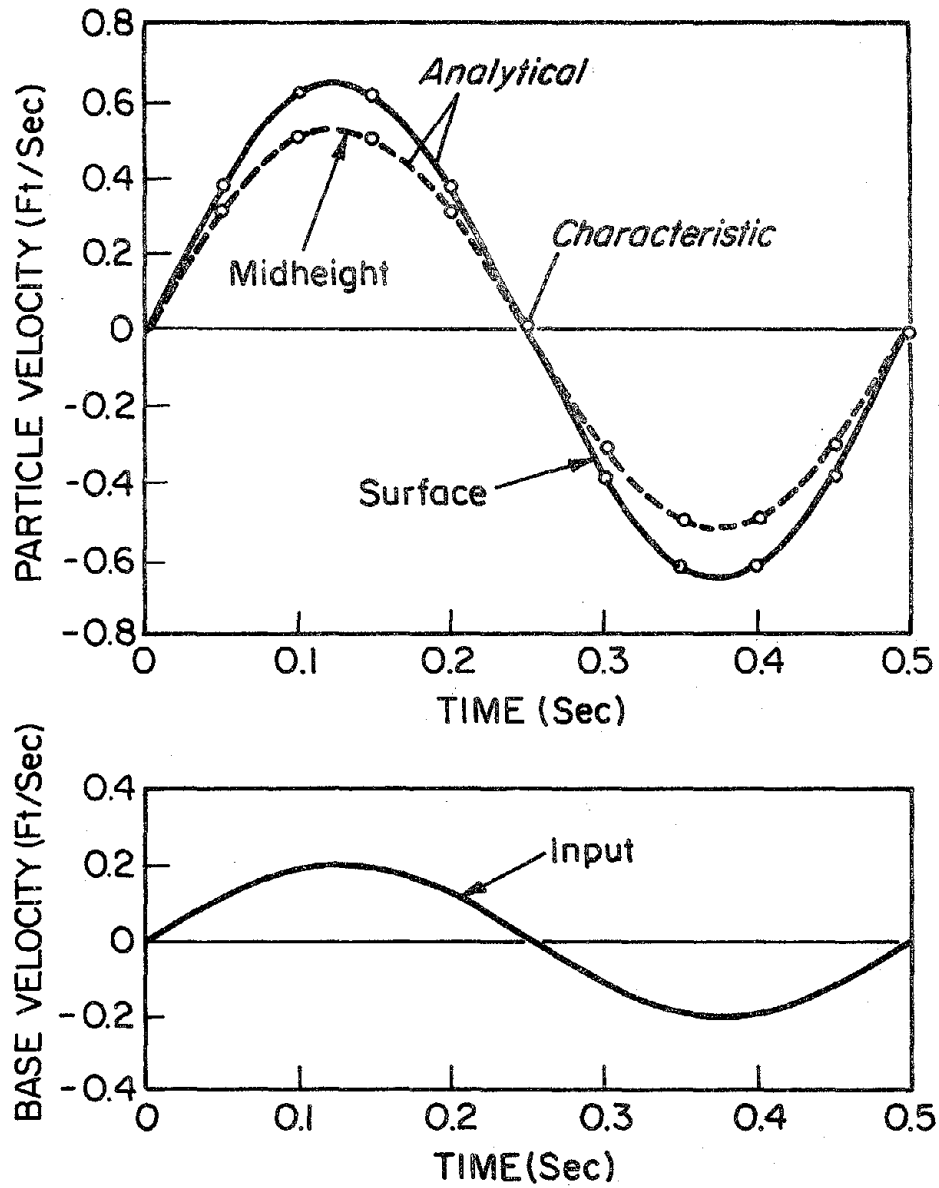 PARTICLE VELOCITY (Ft/Sec)
0.8
0.6
0.4
0.2
0
-0.2
-0.4
-0.6
-0.8
Analytical
Midheight
Characteristic
Surface
0 0.1 0.2 0.3 0.4 0.5
TIME (Sec)
BASE VELOCITY (Ft/Sec)
0.4
0.2
0
-0.2
-0.4
Input
0 0.1 0.2 0.3 0.4 0.5
TIME (Sec)